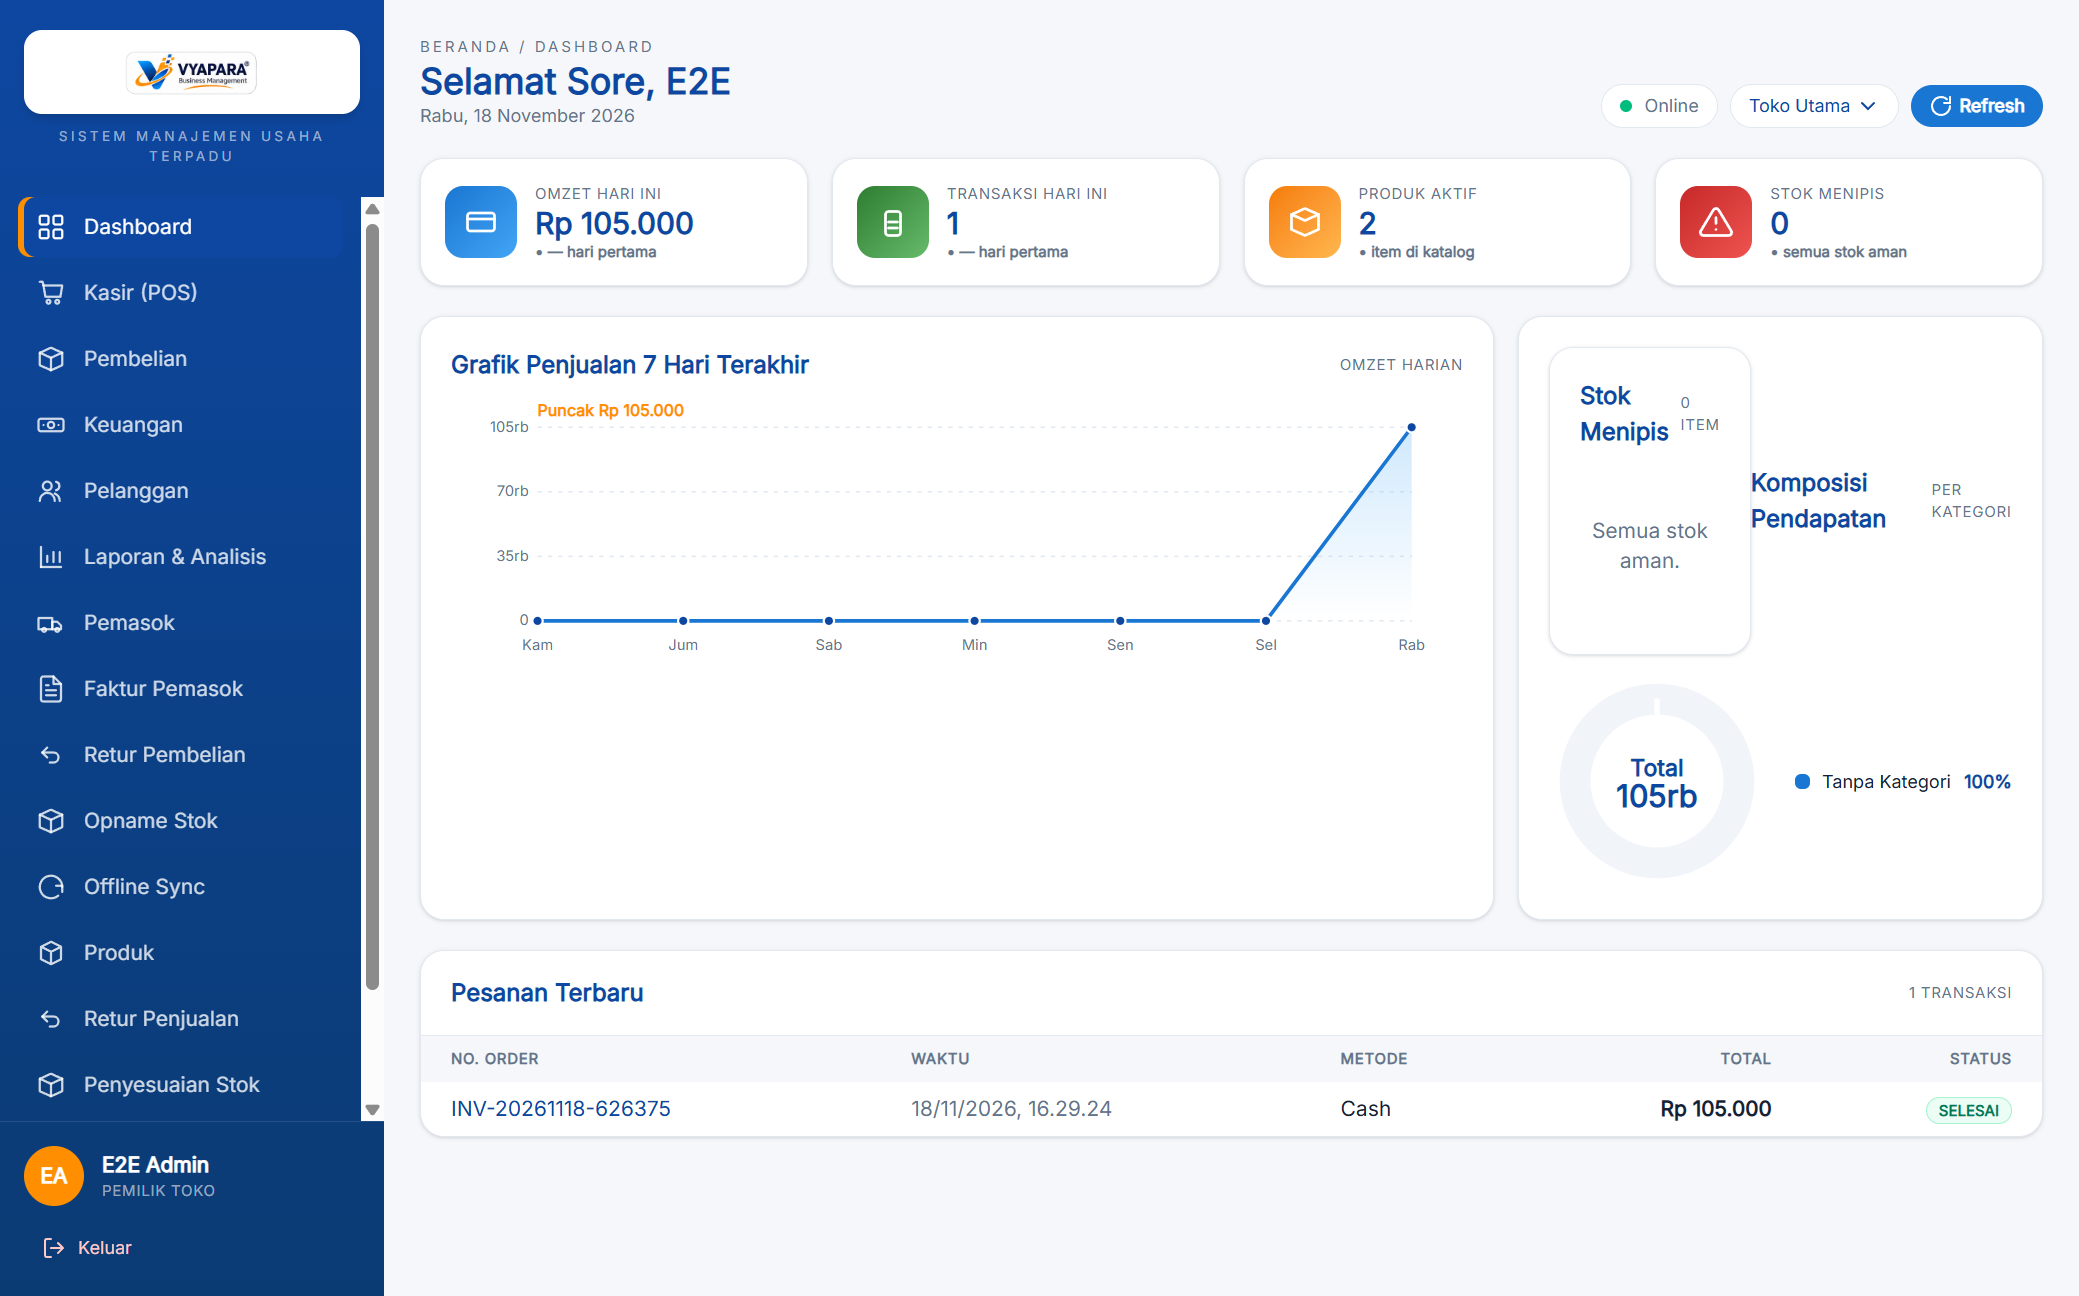 VYAPARA®
Business Management
SISTEM MANAJEMEN USAHA
TERPADU
Dashboard
Kasir (POS)
Pembelian
Keuangan
Pelanggan
Laporan & Analisis
Pemasok
Faktur Pemasok
Retur Pembelian
Opname Stok
Offline Sync
Produk
Retur Penjualan
Penyesuaian Stok
EA
E2E Admin
PEMILIK TOKO
Keluar
BERANDA / DASHBOARD
Selamat Sore, E2E
Rabu, 18 November 2026
Online
Toko Utama
Refresh
OMZET HARI INI
Rp 105.000
• — hari pertama
TRANSAKSI HARI INI
1
• — hari pertama
PRODUK AKTIF
2
• item di katalog
STOK MENIPIS
0
• semua stok aman
Grafik Penjualan 7 Hari Terakhir
OMZET HARIAN
Puncak Rp 105.000
105rb
70rb
35rb
0
Kam Jum Sab Min Sen Sel Rab
Stok
Menipis
0
ITEM
Semua stok
aman.
Komposisi
Pendapatan
PER
KATEGORI
Total
105rb
Tanpa Kategori 100%
Pesanan Terbaru
1 TRANSAKSI
NO. ORDER WAKTU METODE TOTAL STATUS
INV-20261118-626375 18/11/2026, 16.29.24 Cash Rp 105.000 SELESAI